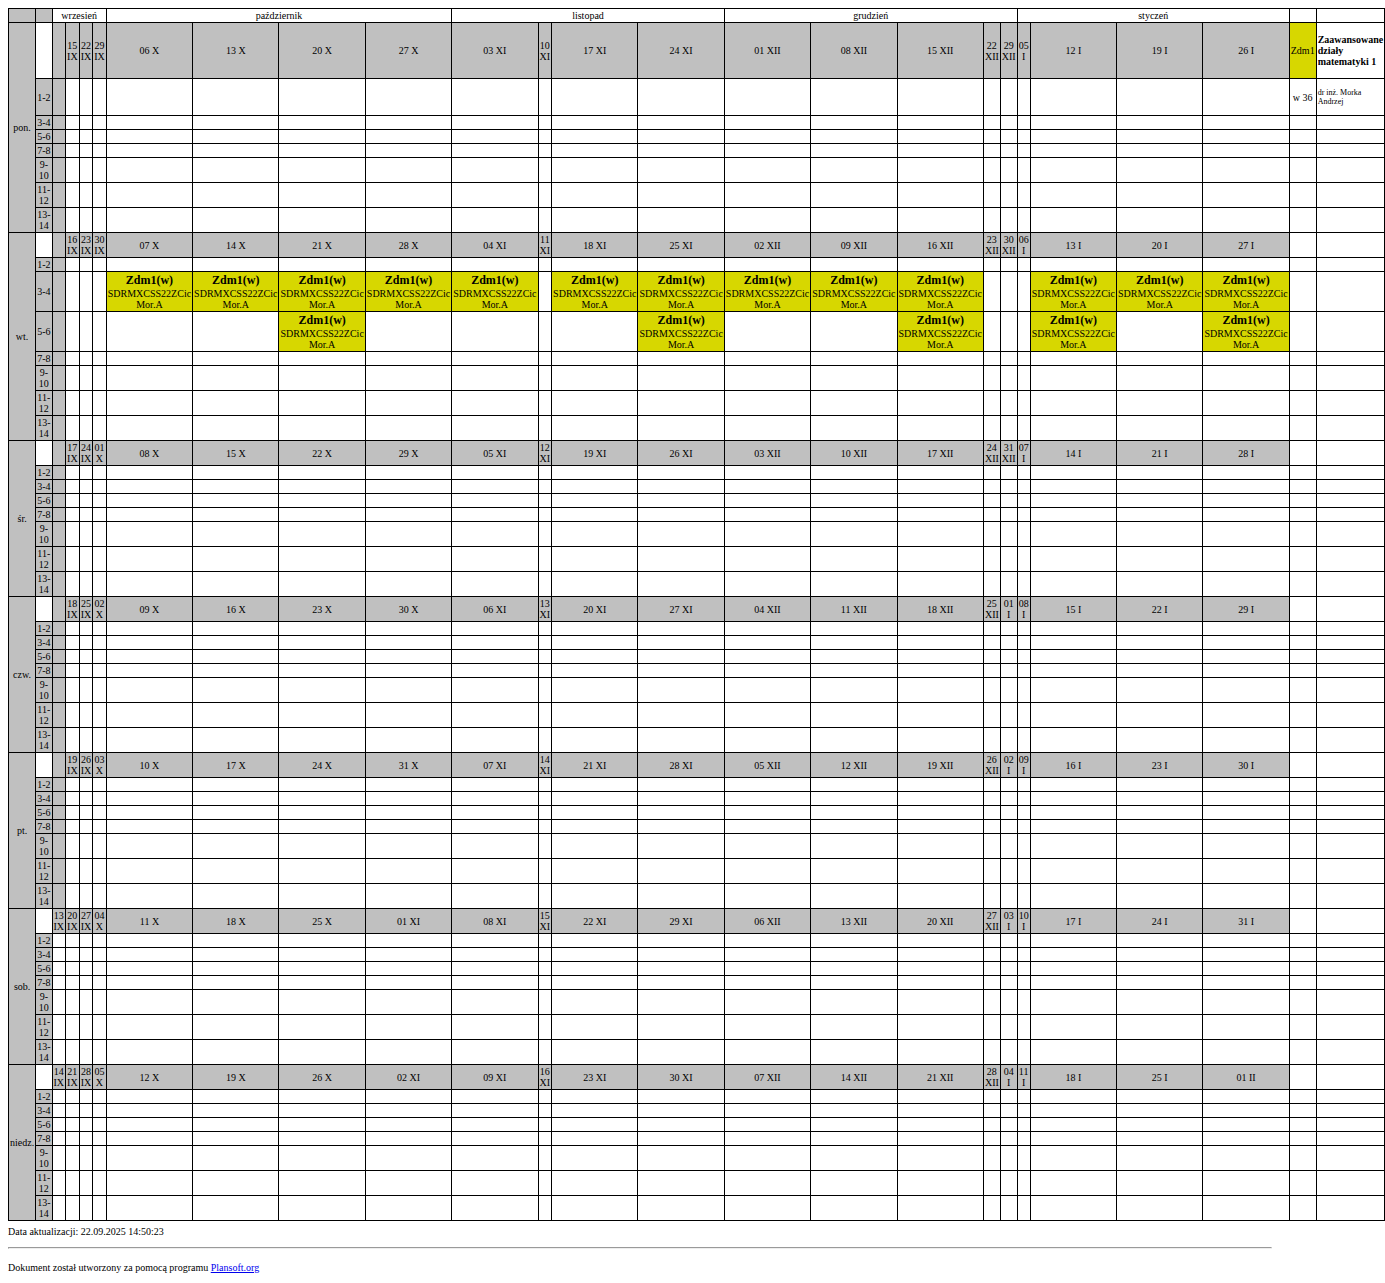 wrzesień październik listopad grudzień styczeń
pon. 15 IX 22 IX 29 IX 06 X 13 X 20 X 27 X 03 XI 10 XI 17 XI 24 XI 01 XII 08 XII 15 XII 22 XII 29 XII 05 I 12 I 19 I 26 I Zdm1 Zaawansowane działy matematyki 1
1-2 w 36 dr inż. Morka Andrzej
3-4
5-6
7-8
9-10
11-12
13-14
wt. 16 IX 23 IX 30 IX 07 X 14 X 21 X 28 X 04 XI 11 XI 18 XI 25 XI 02 XII 09 XII 16 XII 23 XII 30 XII 06 I 13 I 20 I 27 I
1-2
3-4 Zdm1(w) Zdm1(w) Zdm1(w) Zdm1(w) Zdm1(w) Zdm1(w) Zdm1(w) Zdm1(w) Zdm1(w) Zdm1(w) Zdm1(w) Zdm1(w) Zdm1(w)
SDRMXCSS22ZCic SDRMXCSS22ZCic SDRMXCSS22ZCic SDRMXCSS22ZCic SDRMXCSS22ZCic SDRMXCSS22ZCic SDRMXCSS22ZCic SDRMXCSS22ZCic SDRMXCSS22ZCic SDRMXCSS22ZCic SDRMXCSS22ZCic SDRMXCSS22ZCic SDRMXCSS22ZCic
Mor.A Mor.A Mor.A Mor.A Mor.A Mor.A Mor.A Mor.A Mor.A Mor.A Mor.A Mor.A Mor.A
5-6 Zdm1(w) Zdm1(w) Zdm1(w) Zdm1(w) Zdm1(w)
SDRMXCSS22ZCic SDRMXCSS22ZCic SDRMXCSS22ZCic SDRMXCSS22ZCic SDRMXCSS22ZCic
Mor.A Mor.A Mor.A Mor.A Mor.A
7-8
9-10
11-12
13-14
śr. 17 IX 24 IX 01 X 08 X 15 X 22 X 29 X 05 XI 12 XI 19 XI 26 XI 03 XII 10 XII 17 XII 24 XII 31 XII 07 I 14 I 21 I 28 I
1-2
3-4
5-6
7-8
9-10
11-12
13-14
czw. 18 IX 25 IX 02 X 09 X 16 X 23 X 30 X 06 XI 13 XI 20 XI 27 XI 04 XII 11 XII 18 XII 25 XII 01 I 08 I 15 I 22 I 29 I
1-2
3-4
5-6
7-8
9-10
11-12
13-14
pt. 19 IX 26 IX 03 X 10 X 17 X 24 X 31 X 07 XI 14 XI 21 XI 28 XI 05 XII 12 XII 19 XII 26 XII 02 I 09 I 16 I 23 I 30 I
1-2
3-4
5-6
7-8
9-10
11-12
13-14
sob. 13 IX 20 IX 27 IX 04 X 11 X 18 X 25 X 01 XI 08 XI 15 XI 22 XI 29 XI 06 XII 13 XII 20 XII 27 XII 03 I 10 I 17 I 24 I 31 I
1-2
3-4
5-6
7-8
9-10
11-12
13-14
niedz 14 IX 21 IX 28 IX 05 X 12 X 19 X 26 X 02 XI 09 XI 16 XI 23 XI 30 XI 07 XII 14 XII 21 XII 28 XII 04 I 11 I 18 I 25 I 01 II
1-2
3-4
5-6
7-8
9-10
11-12
13-14
Data aktualizacji: 22.09.2025 14:50:23
Dokument został utworzony za pomocą programu Plansoft.org